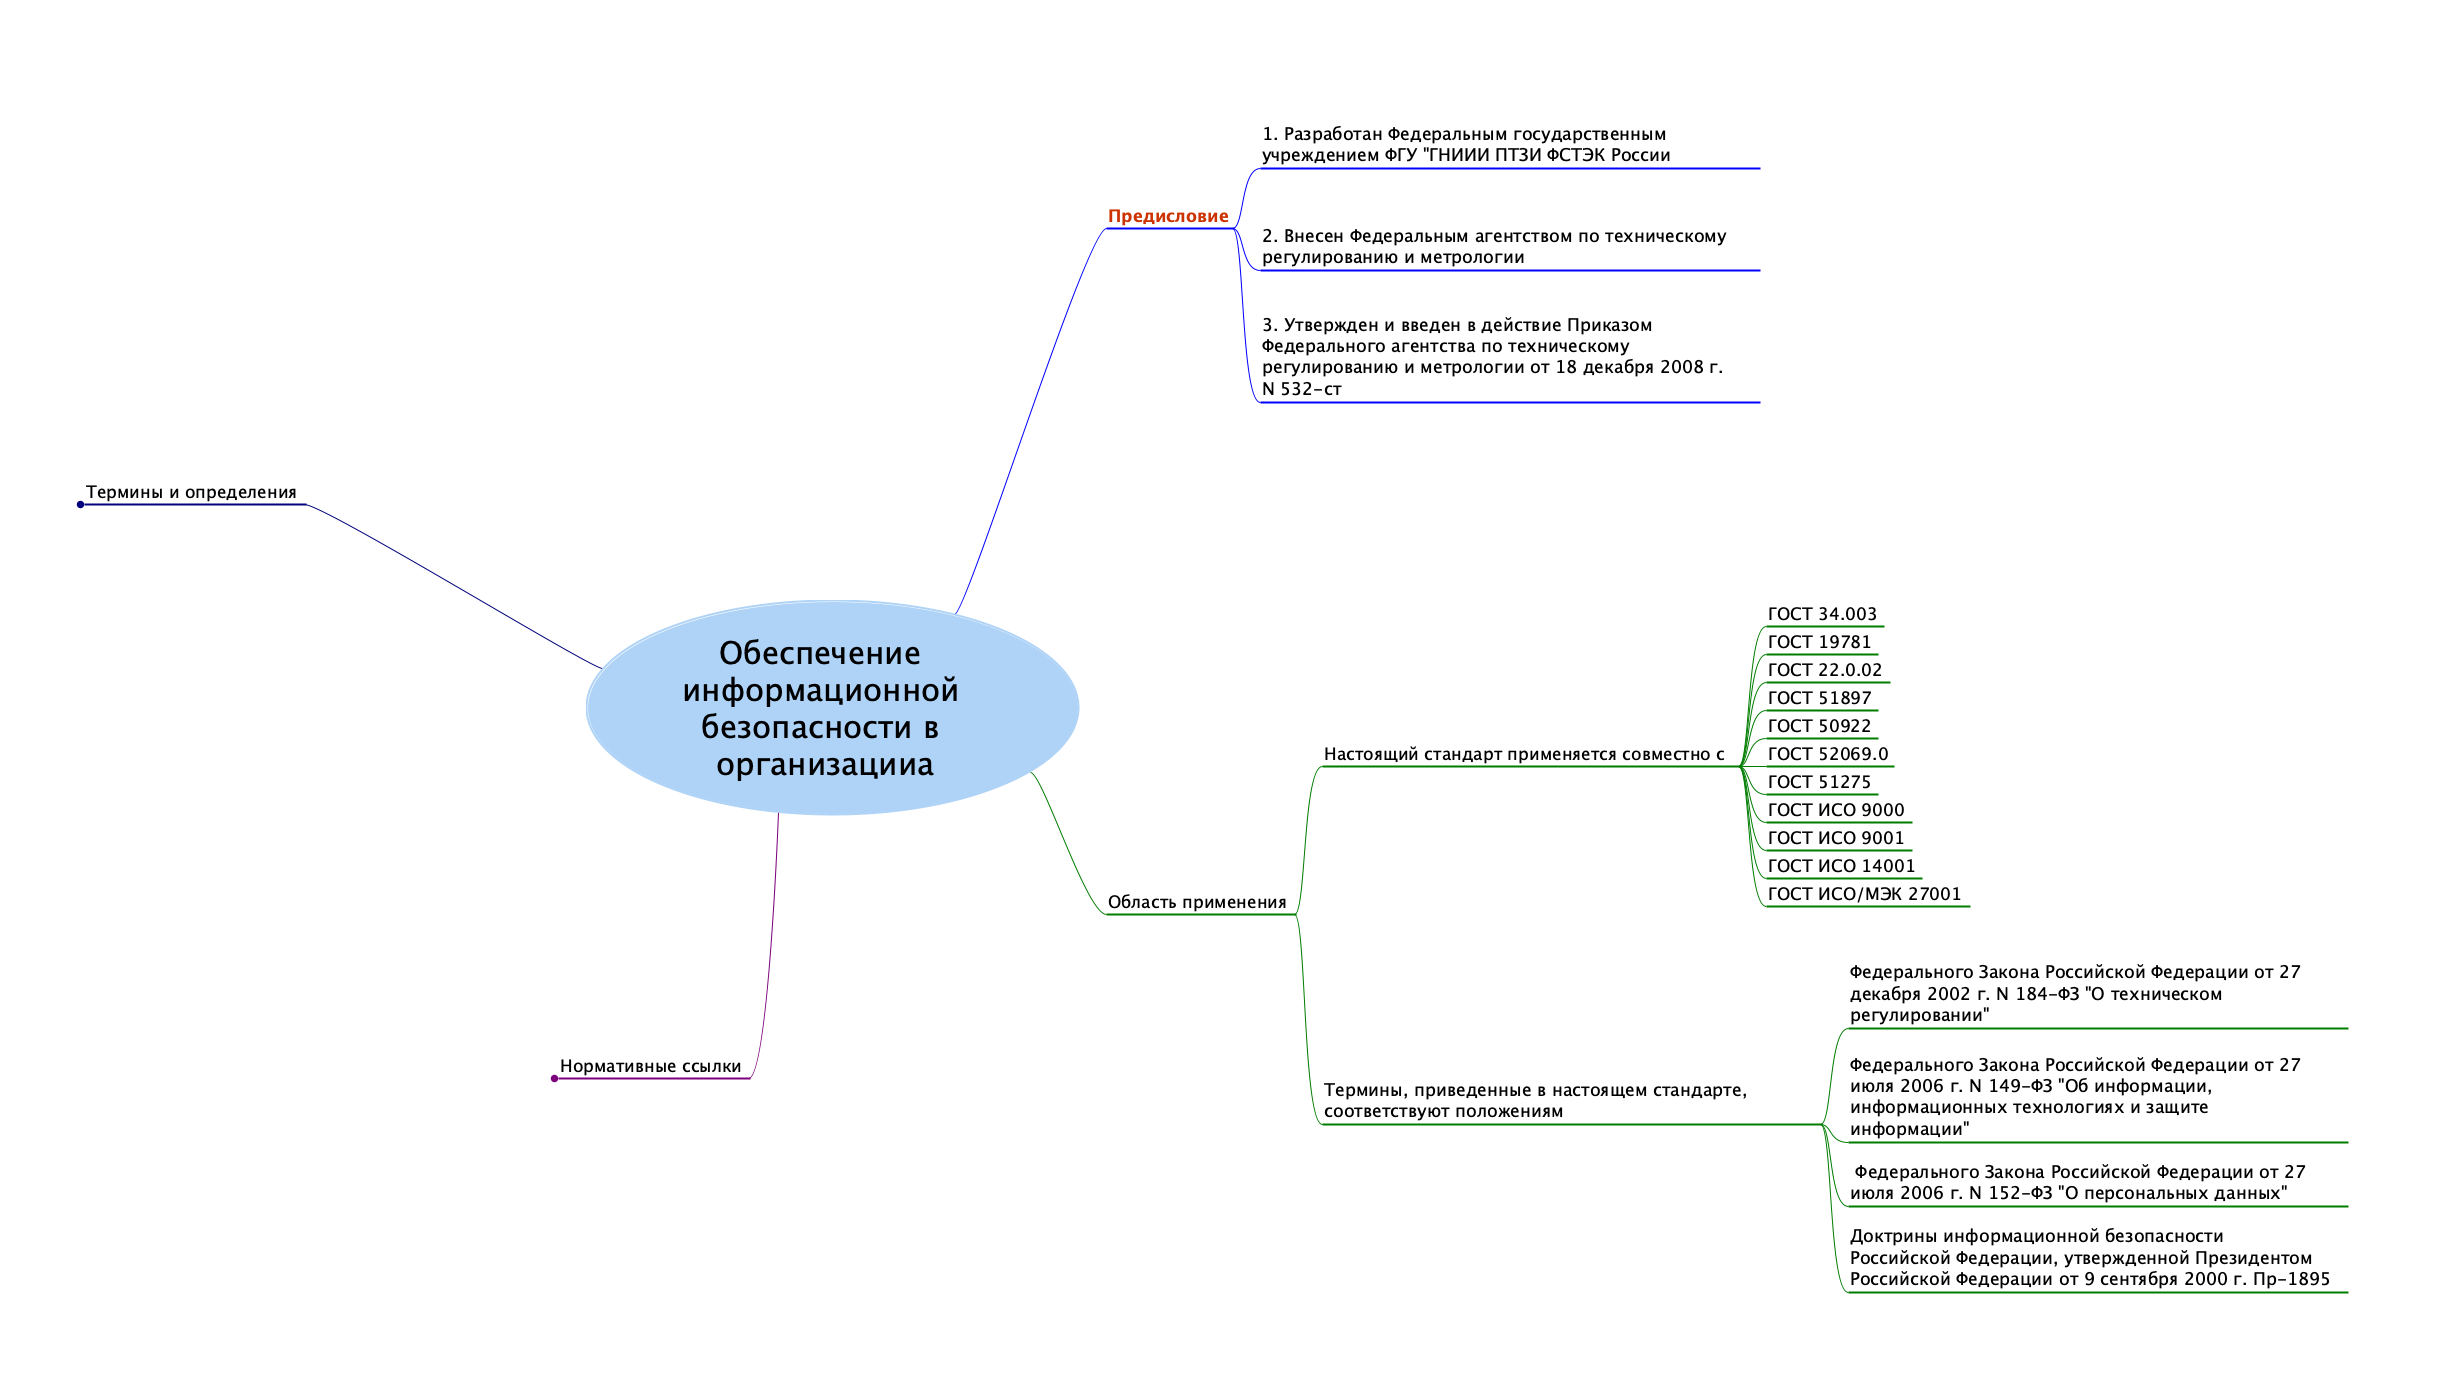 1. Разработан Федеральным государственным
учреждением ФГУ "ГНИИИ ПТЗИ ФСТЭК России
Предисловие
2. Внесен Федеральным агентством по техническому
регулированию и метрологии
3. Утвержден и введен в действие Приказом
Федерального агентства по техническому
регулированию и метрологии от 18 декабря 2008 г.
N 532-ст
Термины и определения
Обеспечение
информационной
безопасности в
организацииа
ГОСТ 34.003
ГОСТ 19781
ГОСТ 22.0.02
ГОСТ 51897
ГОСТ 50922
Настоящий стандарт применяется совместно с
ГОСТ 52069.0
ГОСТ 51275
ГОСТ ИСО 9000
ГОСТ ИСО 9001
ГОСТ ИСО 14001
ГОСТ ИСО/МЭК 27001
Область применения
Федерального Закона Российской Федерации от 27
декабря 2002 г. N 184-ФЗ "О техническом
регулировании"
Нормативные ссылки
Термины, приведенные в настоящем стандарте,
соответствуют положениям
Федерального Закона Российской Федерации от 27
июля 2006 г. N 149-ФЗ "Об информации,
информационных технологиях и защите
информации"
Федерального Закона Российской Федерации от 27
июля 2006 г. N 152-ФЗ "О персональных данных"
Доктрины информационной безопасности
Российской Федерации, утвержденной Президентом
Российской Федерации от 9 сентября 2000 г. Пр-1895